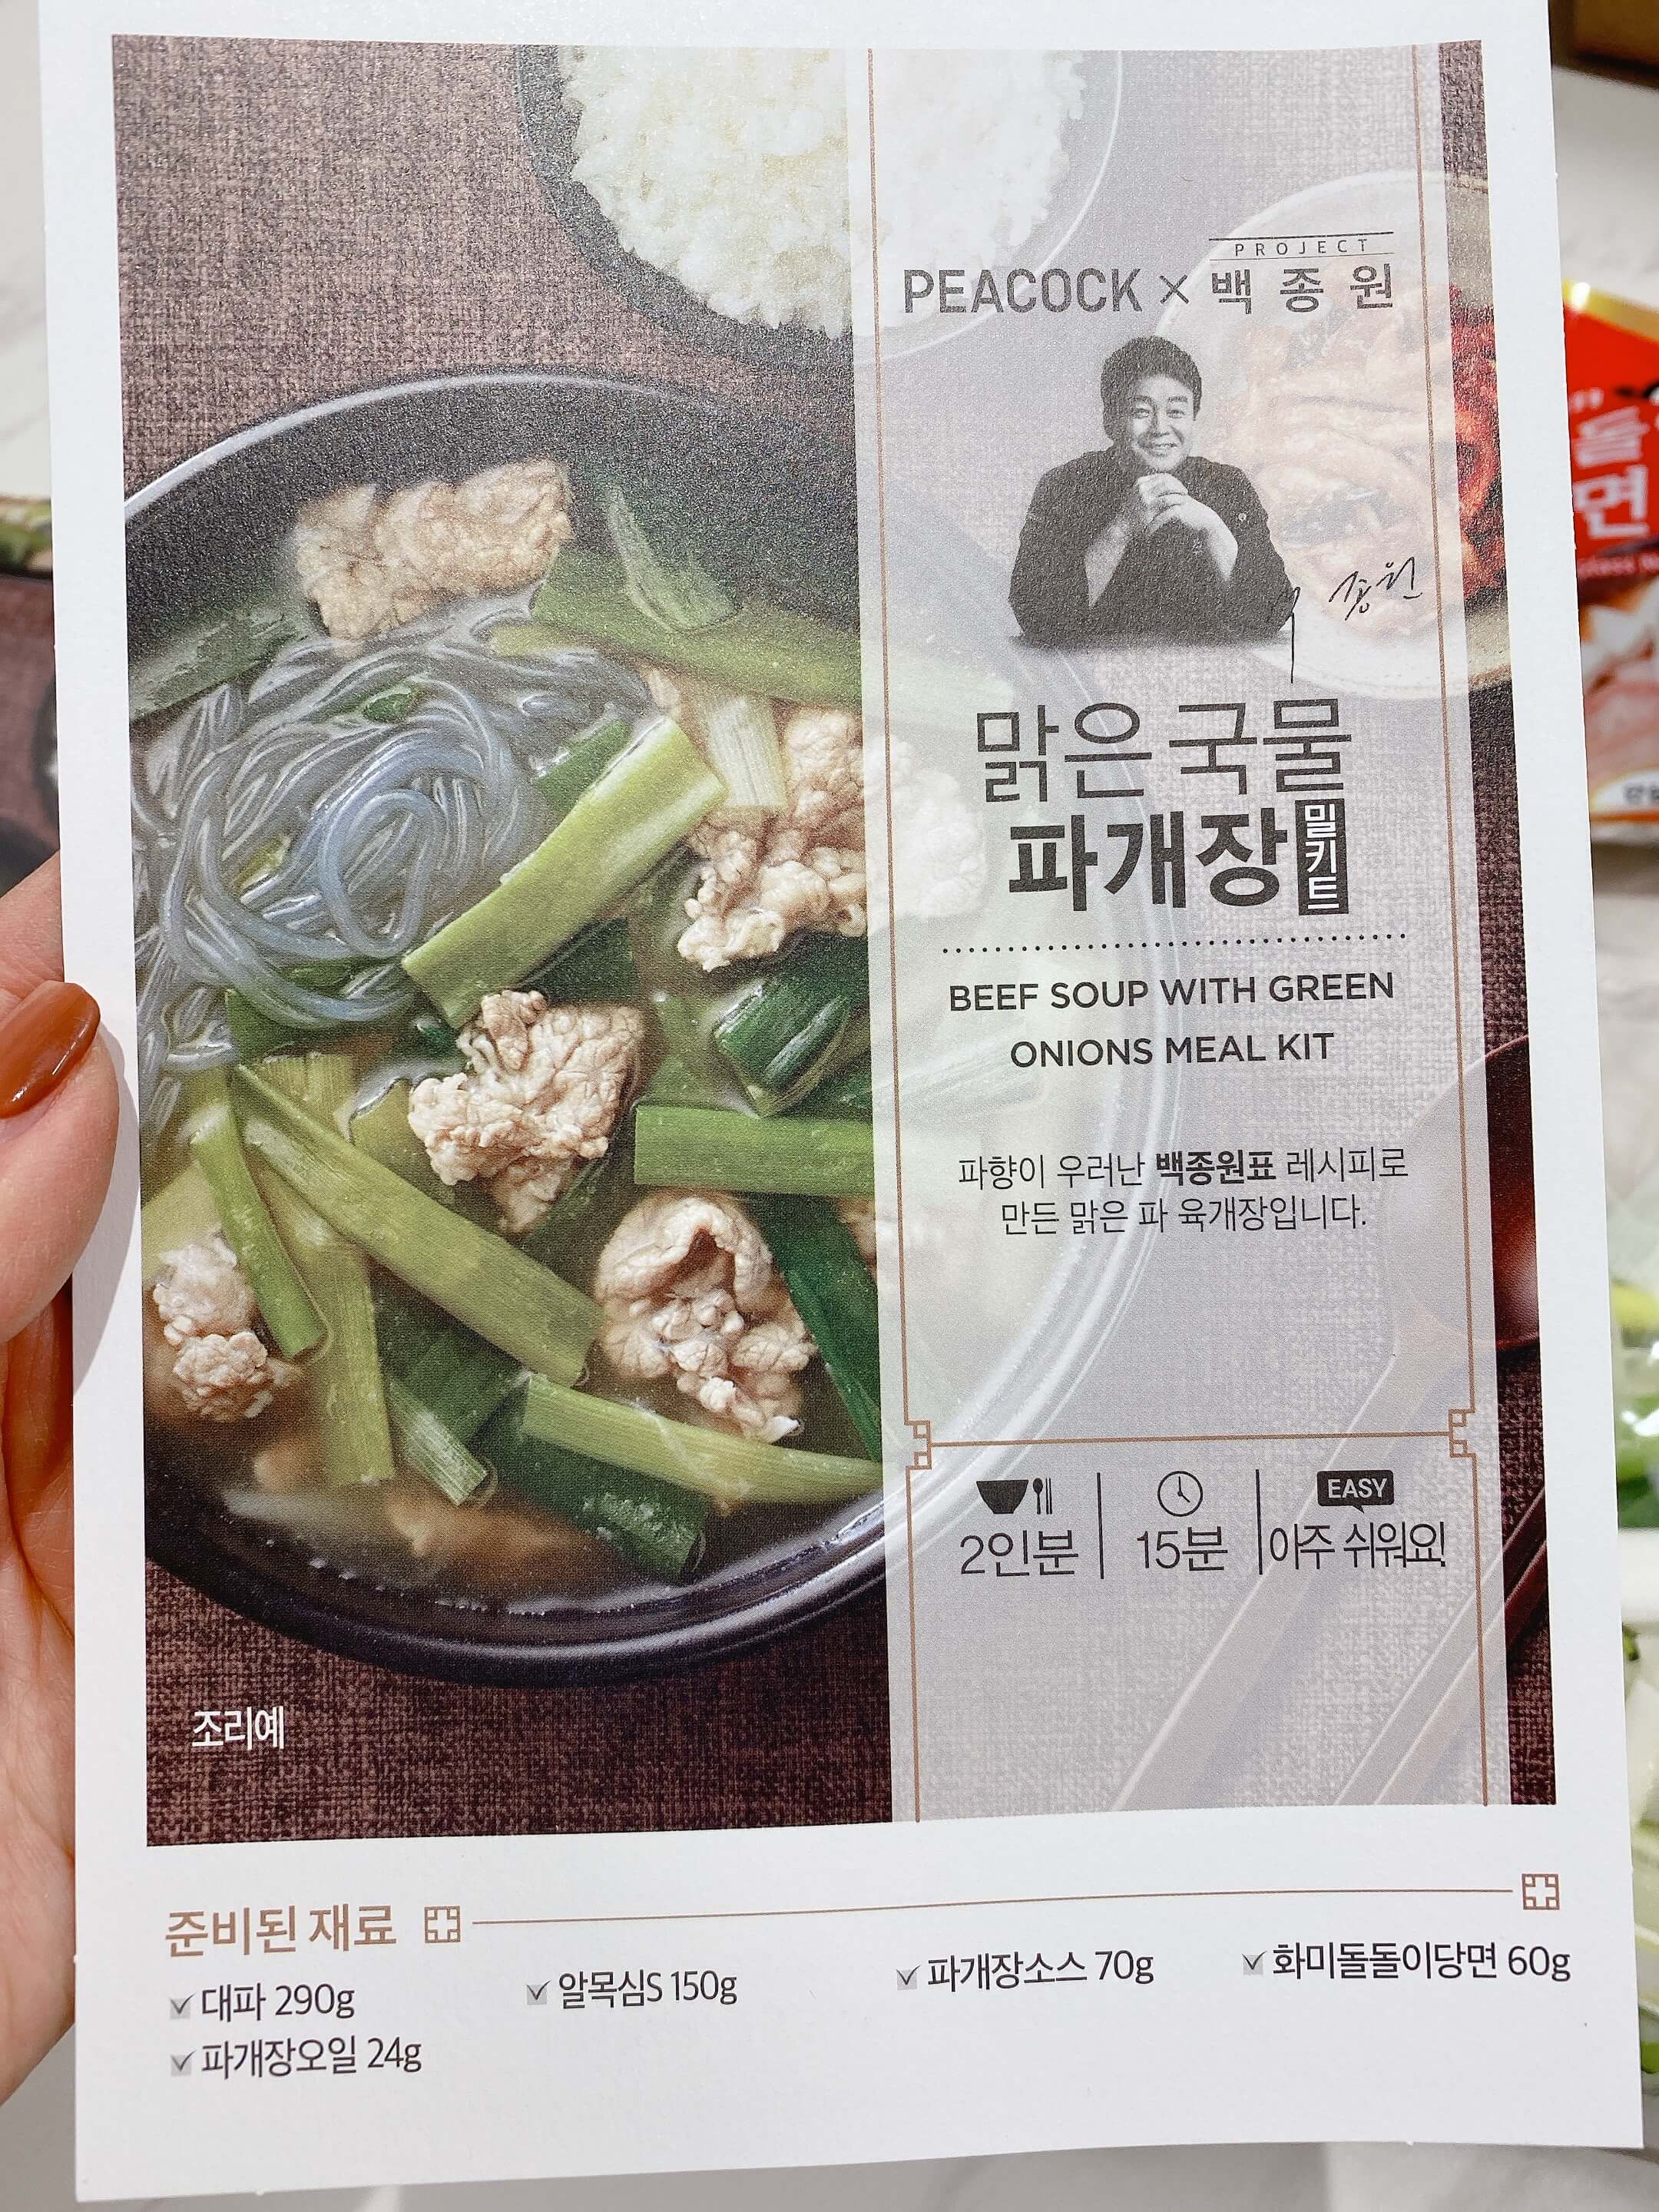 PROJECT
PEACOCK × 백종원
종원
맑은 국물
파개장 밀키트
BEEF SOUP WITH GREEN
ONIONS MEAL KIT
파향이 우러난 백종원표 레시피로
만든 맑은 파 육개장입니다.
EASY
2인분 15분 아주 쉬워요!
조리예
준비된 재료
대파 290g
알목심S 150g
파개장소스 70g
화미돌돌이당면 60g
파개장오일 24g
면